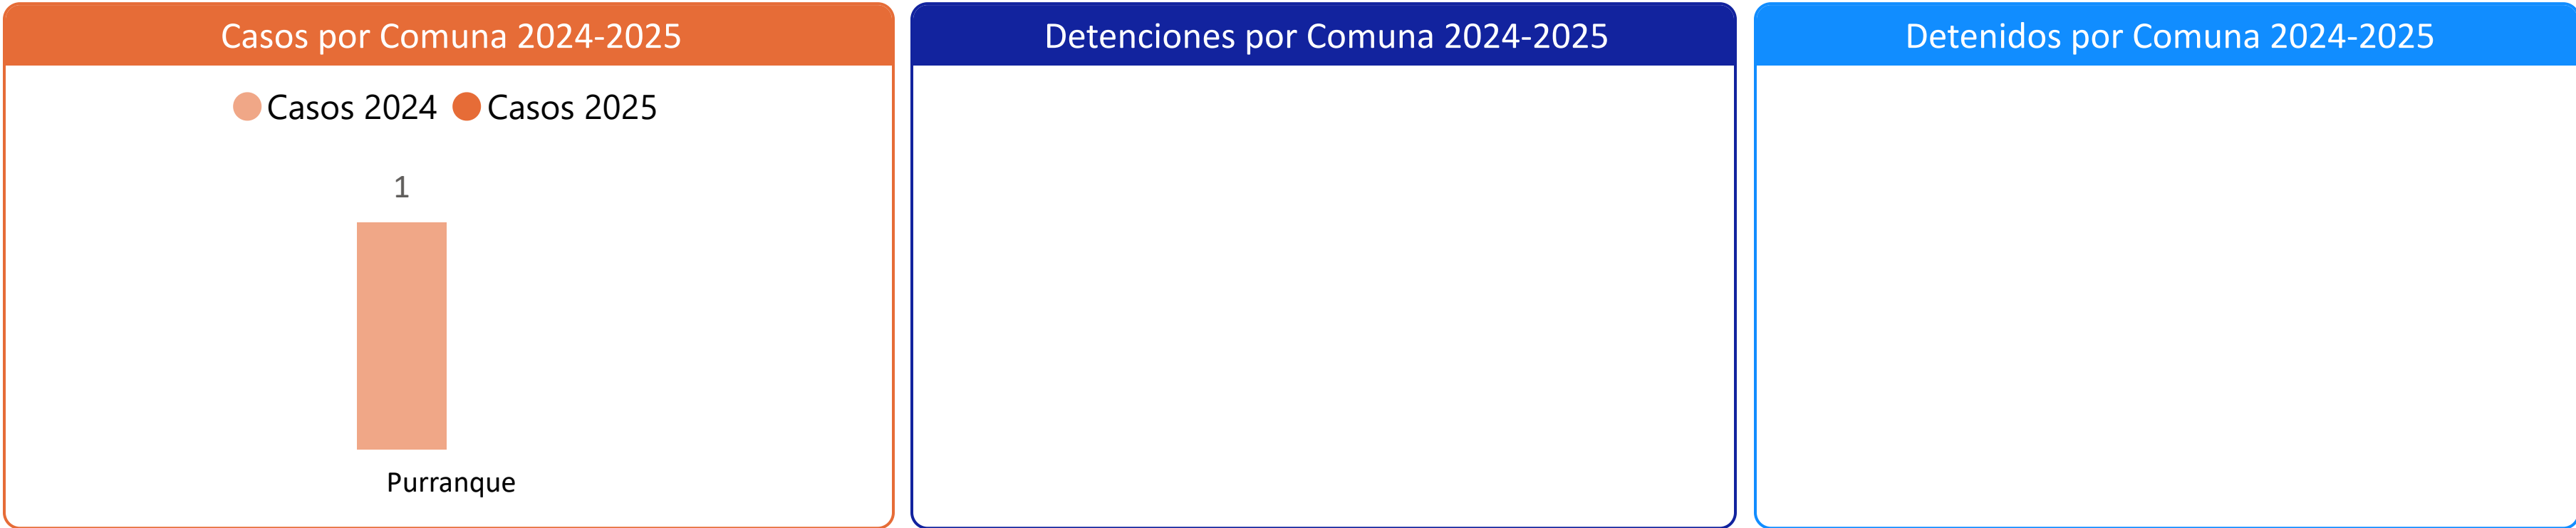 Casos por Comuna 2024-2025
Casos 2024 Casos 2025
1
Purranque
Detenciones por Comuna 2024-2025
Detenidos por Comuna 2024-2025